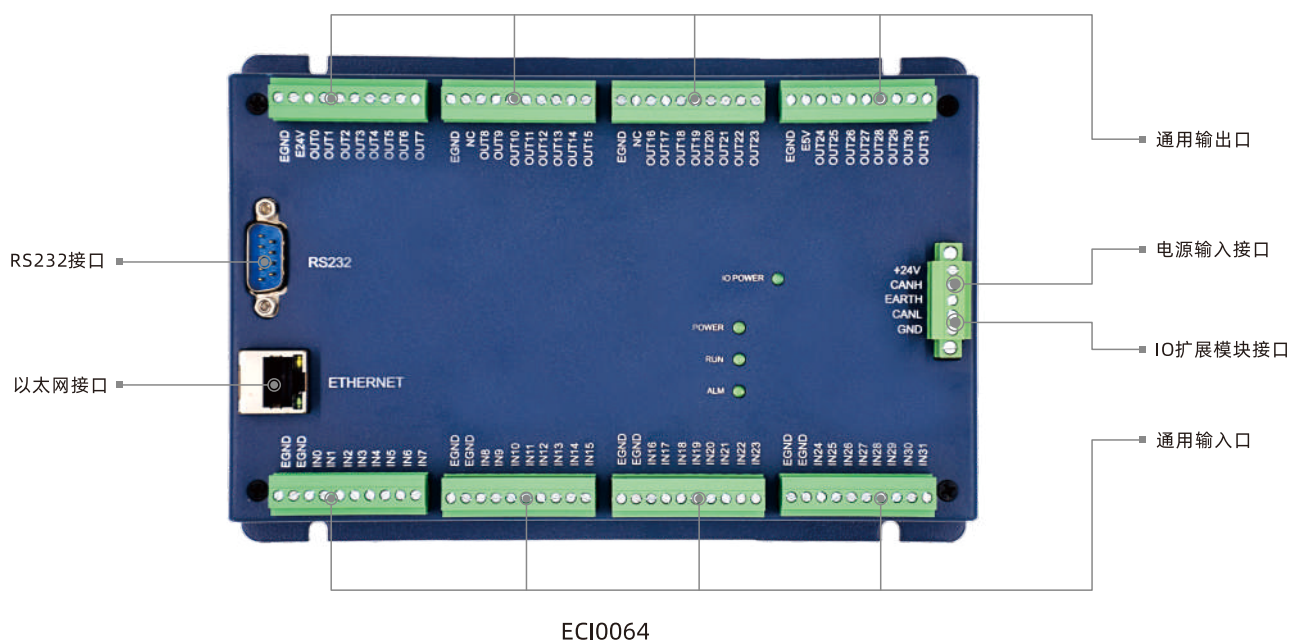 EGND E24V OUT0 OUT1 OUT2 OUT3 OUT4 OUT5 OUT6 OUT7
EGND NC OUT8 OUT9 OUT10 OUT11 OUT12 OUT13 OUT14 OUT15
EGND NC OUT16 OUT17 OUT18 OUT19 OUT20 OUT21 OUT22 OUT23
EGND E5V OUT24 OUT25 OUT26 OUT27 OUT28 OUT29 OUT30 OUT31
通用输出口
RS232接口
RS232
IO POWER
+24V
CANH
EARTH
CANL
GND
电源输入接口
POWER
RUN
ALM
IO扩展模块接口
以太网接口
ETHERNET
EGND EGND IN0 IN1 IN2 IN3 IN4 IN5 IN6 IN7
EGND EGND IN8 IN9 IN10 IN11 IN12 IN13 IN14 IN15
EGND EGND IN16 IN17 IN18 IN19 IN20 IN21 IN22 IN23
EGND EGND IN24 IN25 IN26 IN27 IN28 IN29 IN30 IN31
通用输入口
ECI0064